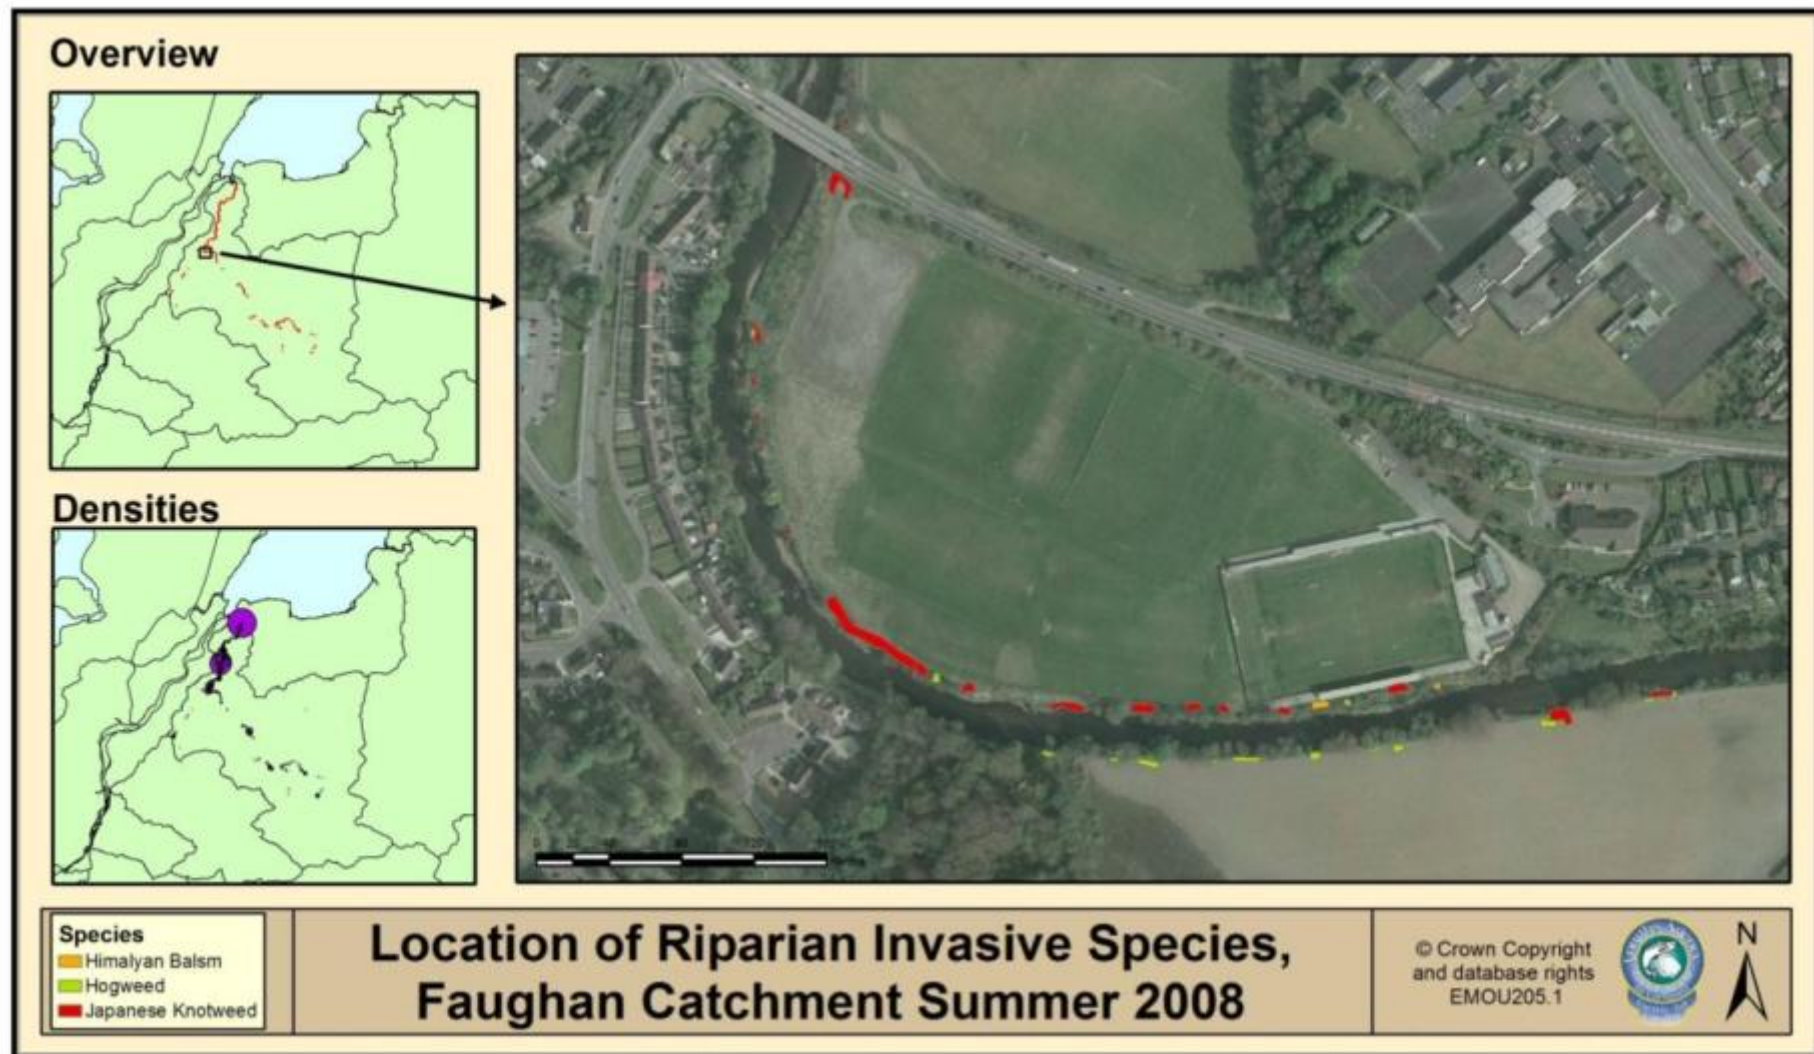 Overview
Densities
Species
Himalyan Balsm
Hogweed
Japanese Knotweed
Location of Riparian Invasive Species,
Faughan Catchment Summer 2008
© Crown Copyright
and database rights
EMOU205.1
N